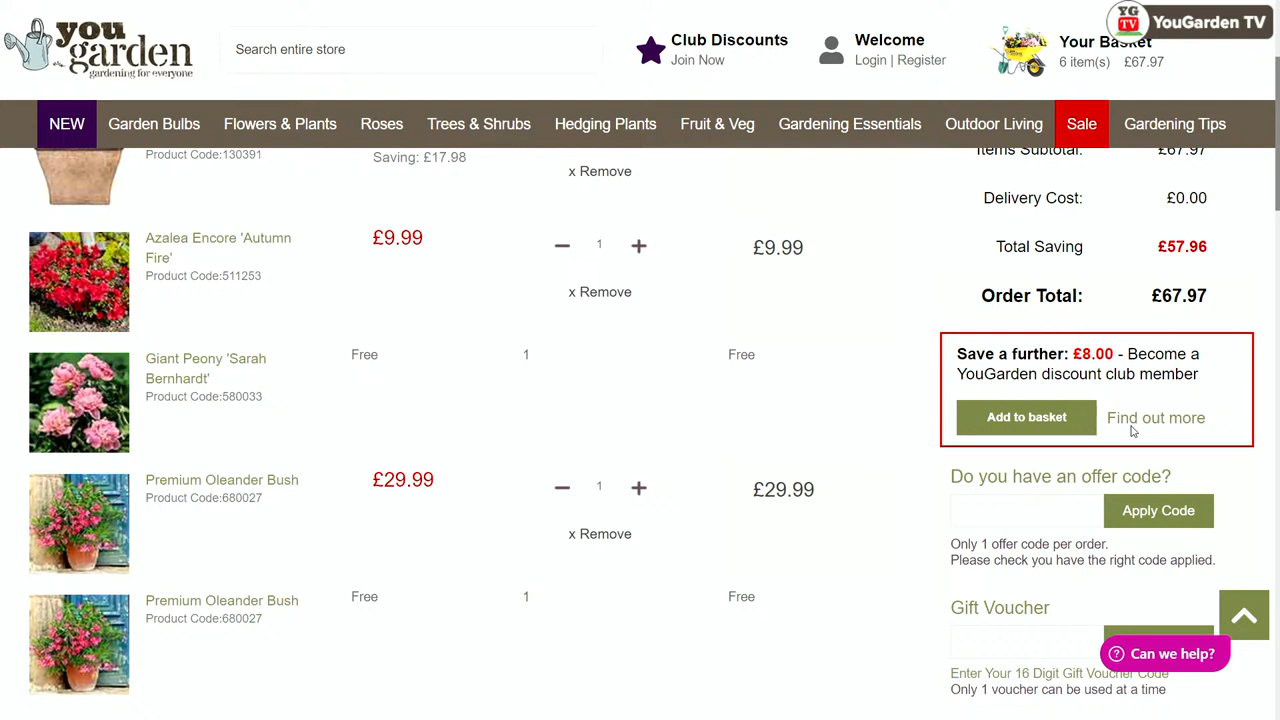 YG
TV
YouGarden TV
you
garden
gardening for everyone
Search entire store
Club Discounts
Join Now
Welcome
Login | Register
Your Basket
6 item(s) £67.97
NEW
Garden Bulbs
Flowers & Plants
Roses
Trees & Shrubs
Hedging Plants
Fruit & Veg
Gardening Essentials
Outdoor Living
Sale
Gardening Tips
Product Code:130391
Saving: £17.98
x Remove
Azalea Encore 'Autumn
Fire'
Product Code:511253
£9.99
1
£9.99
x Remove
Giant Peony 'Sarah
Bernhardt'
Product Code:580033
Free
1
Free
Premium Oleander Bush
Product Code:680027
£29.99
1
£29.99
x Remove
Premium Oleander Bush
Product Code:680027
Free
1
Free
Items Subtotal: £67.97
Delivery Cost: £0.00
Total Saving £57.96
Order Total: £67.97
Save a further: £8.00 - Become a
YouGarden discount club member
Add to basket
Find out more
Do you have an offer code?
Apply Code
Only 1 offer code per order.
Please check you have the right code applied.
Gift Voucher
Can we help?
Enter Your 16 Digit Gift Voucher Code
Only 1 voucher can be used at a time